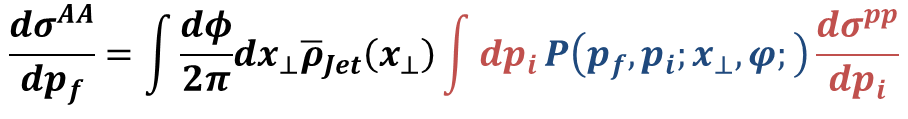 dσ^{AA}/dp_f = ∫ dϕ/2π dx_⊥ ρ̅_{Jet}(x_⊥) ∫ dp_i P(p_f, p_i; x_⊥, φ; ) dσ^{pp}/dp_i